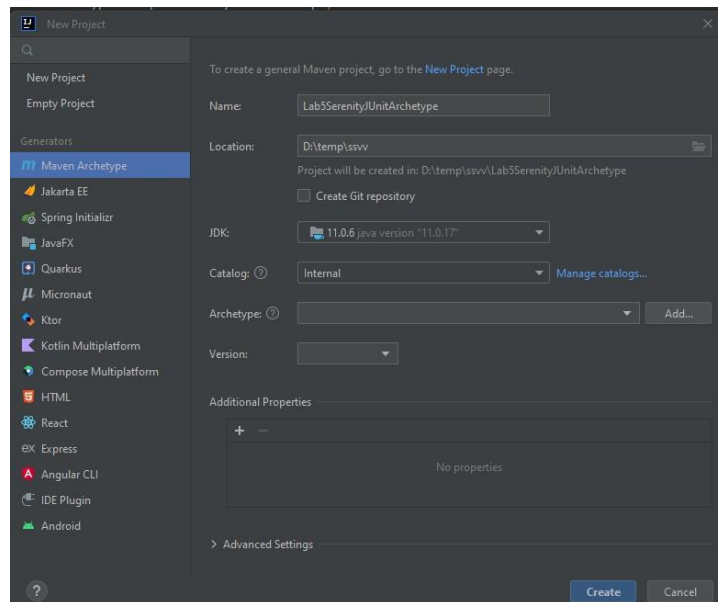 New Project
New Project
Empty Project
Generators
Maven Archetype
Jakarta EE
Spring Initializr
JavaFX
Quarkus
Micronaut
Ktor
Kotlin Multiplatform
Compose Multiplatform
HTML
React
Express
Angular CLI
IDE Plugin
Android
To create a general Maven project, go to the New Project page.
Name: Lab5SerenityJUnitArchetype
Location: D:\temp\ssvv
Project will be created in: D:\temp\ssvv\Lab5SerenityJUnitArchetype
Create Git repository
JDK: 11.0.6 java version "11.0.17"
Catalog: ? Internal Manage catalogs...
Archetype: ? Add...
Version:
Additional Properties
+ −
No properties
> Advanced Settings
? Create Cancel